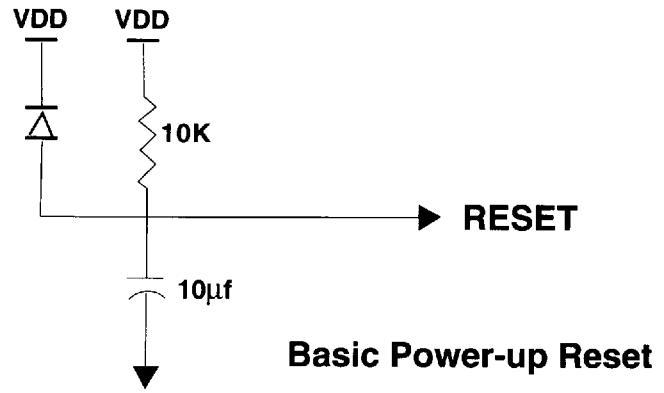 VDD VDD
10K
RESET
10μf
Basic Power-up Reset